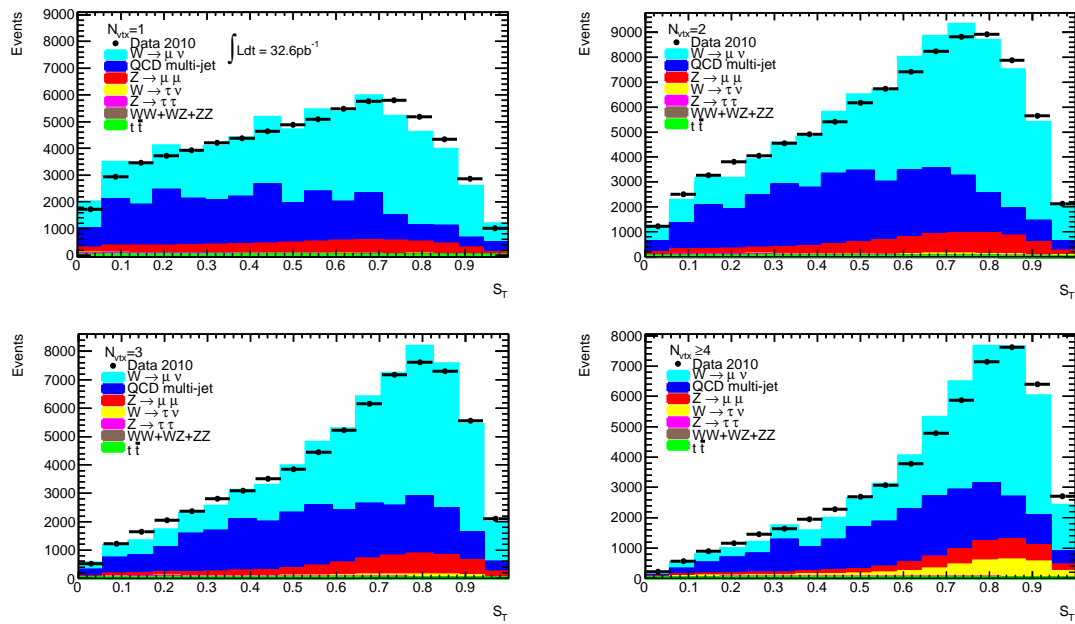 Events
N_vtx=1
Data 2010
∫ Ldt = 32.6pb⁻¹
W → μ ν
QCD multi-jet
Z → μ μ
W → τ ν
Z → τ τ
WW+WZ+ZZ
t t̄
9000
8000
7000
6000
5000
4000
3000
2000
1000
0
0 0.1 0.2 0.3 0.4 0.5 0.6 0.7 0.8 0.9
S_T
Events
N_vtx=2
Data 2010
W → μ ν
QCD multi-jet
Z → μ μ
W → τ ν
Z → τ τ
WW+WZ+ZZ
t t̄
9000
8000
7000
6000
5000
4000
3000
2000
1000
0
0 0.1 0.2 0.3 0.4 0.5 0.6 0.7 0.8 0.9
S_T
Events
N_vtx=3
Data 2010
W → μ ν
QCD multi-jet
Z → μ μ
W → τ ν
Z → τ τ
WW+WZ+ZZ
t t̄
8000
7000
6000
5000
4000
3000
2000
1000
0
0 0.1 0.2 0.3 0.4 0.5 0.6 0.7 0.8 0.9
S_T
Events
N_vtx ≥4
Data 2010
W → μ ν
QCD multi-jet
Z → μ μ
W → τ ν
Z → τ τ
WW+WZ+ZZ
t t̄
8000
7000
6000
5000
4000
3000
2000
1000
0
0 0.1 0.2 0.3 0.4 0.5 0.6 0.7 0.8 0.9
S_T